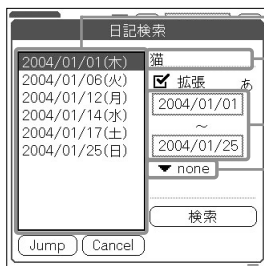 日記検索
2004/01/01(木)
2004/01/06(火)
2004/01/12(月)
2004/01/14(水)
2004/01/17(土)
2004/01/25(日)
猫
拡張 あ
2004/01/01
～
2004/01/25
none
検索
Jump Cancel